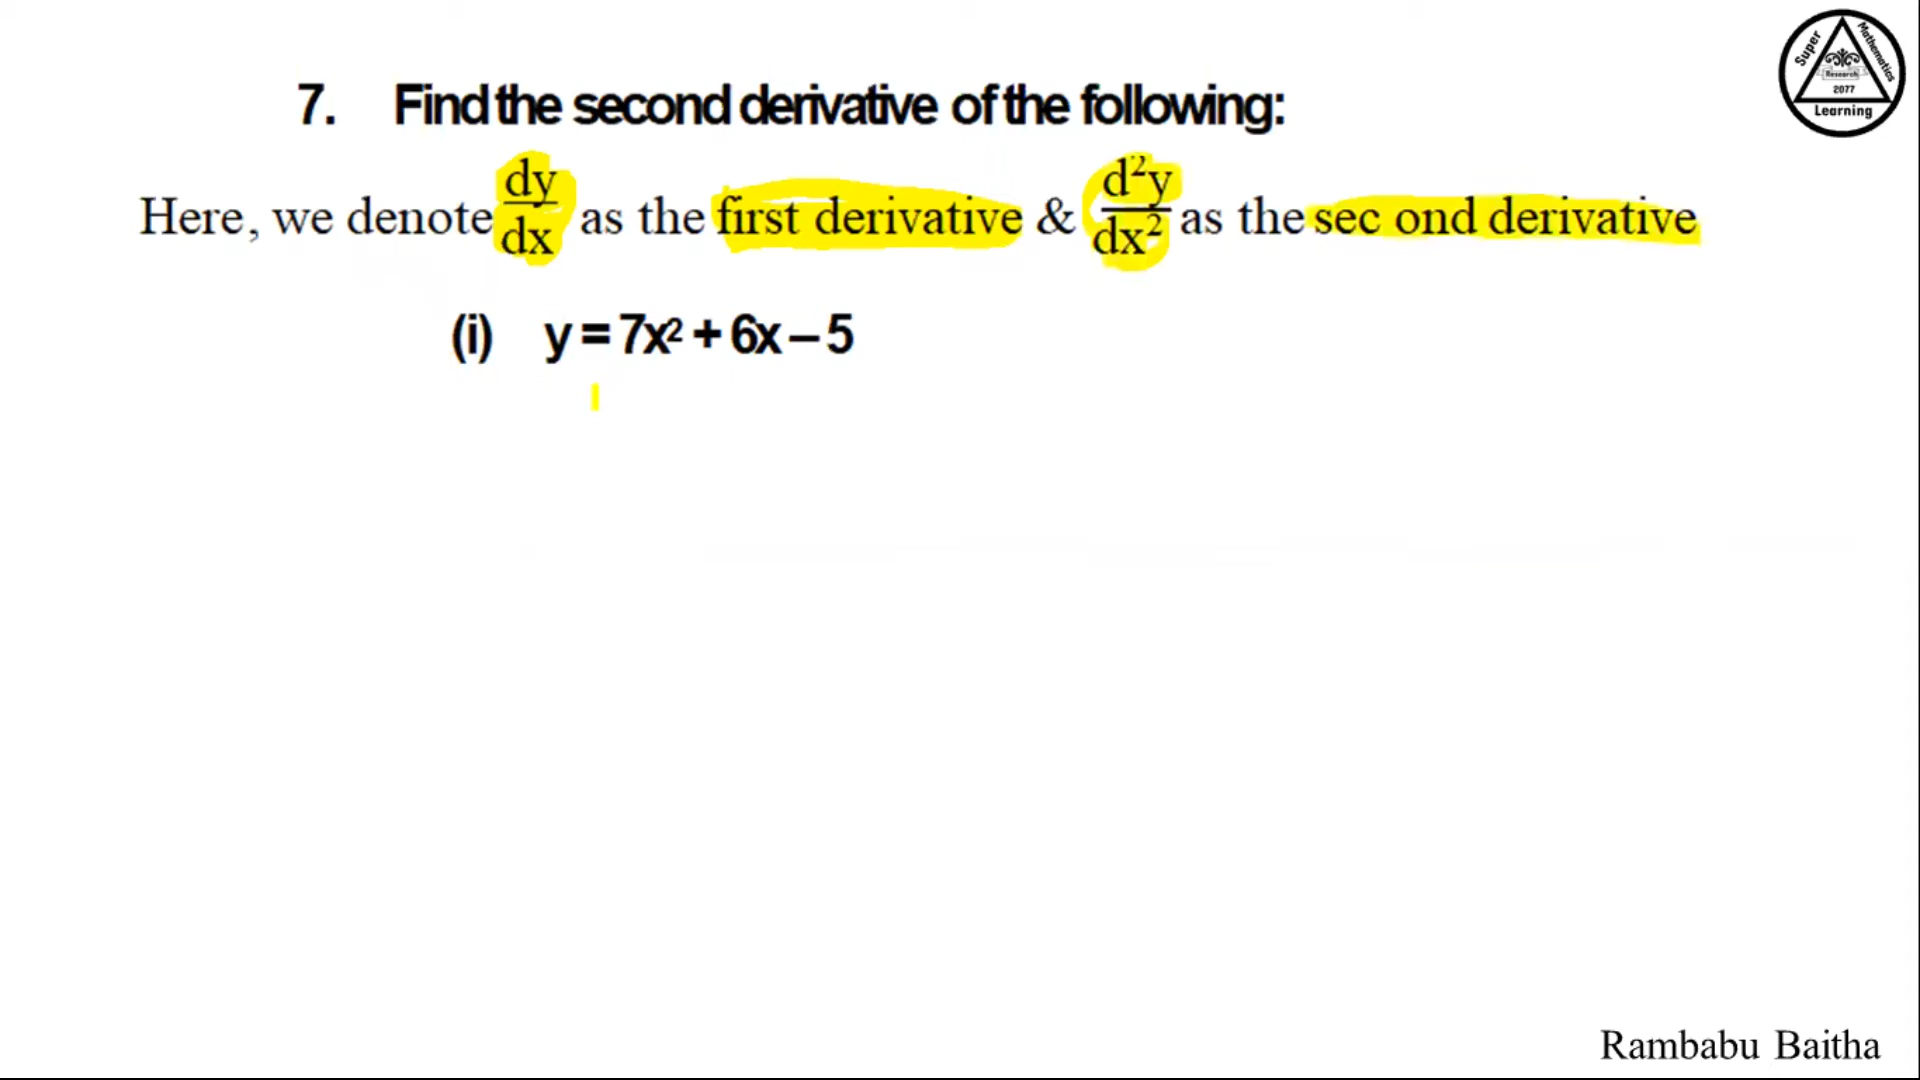 Super Mathematics
Research
2077
Learning
7. Find the second derivative of the following:
Here, we denote dy/dx as the first derivative & d²y/dx² as the sec ond derivative
(i) y = 7x² + 6x – 5
Rambabu Baitha